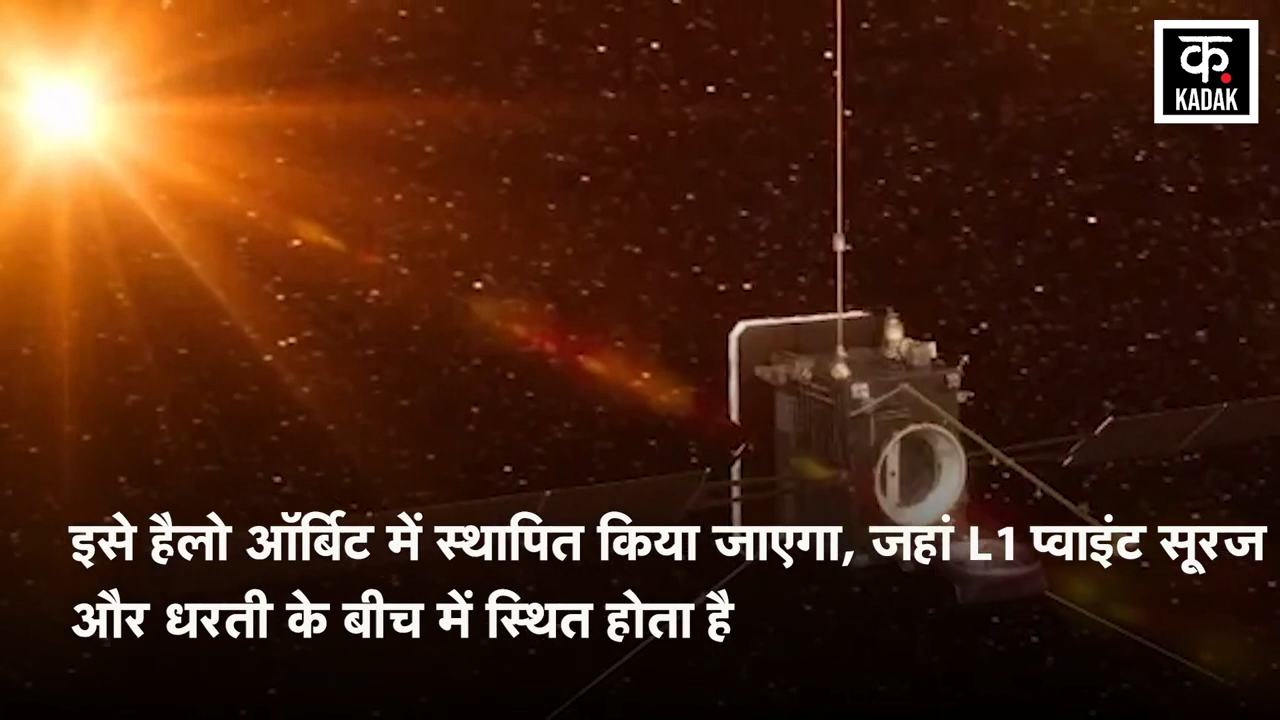 क
KADAK
इसे हैलो ऑर्बिट में स्थापित किया जाएगा, जहां L1 प्वाइंट सूरज
और धरती के बीच में स्थित होता है